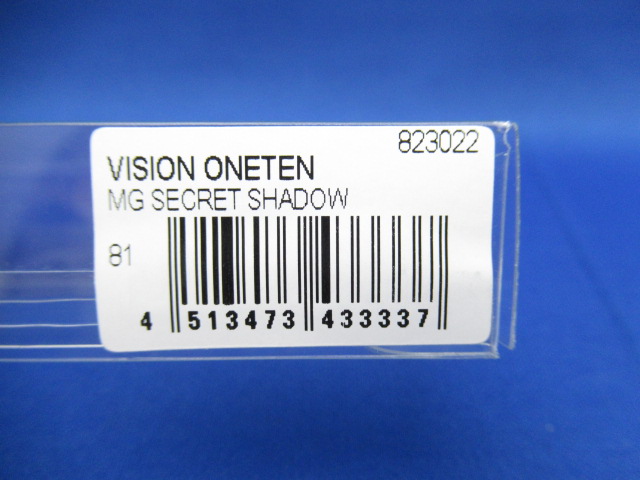 823022
VISION ONETEN
MG SECRET SHADOW
81
4 513473 433337